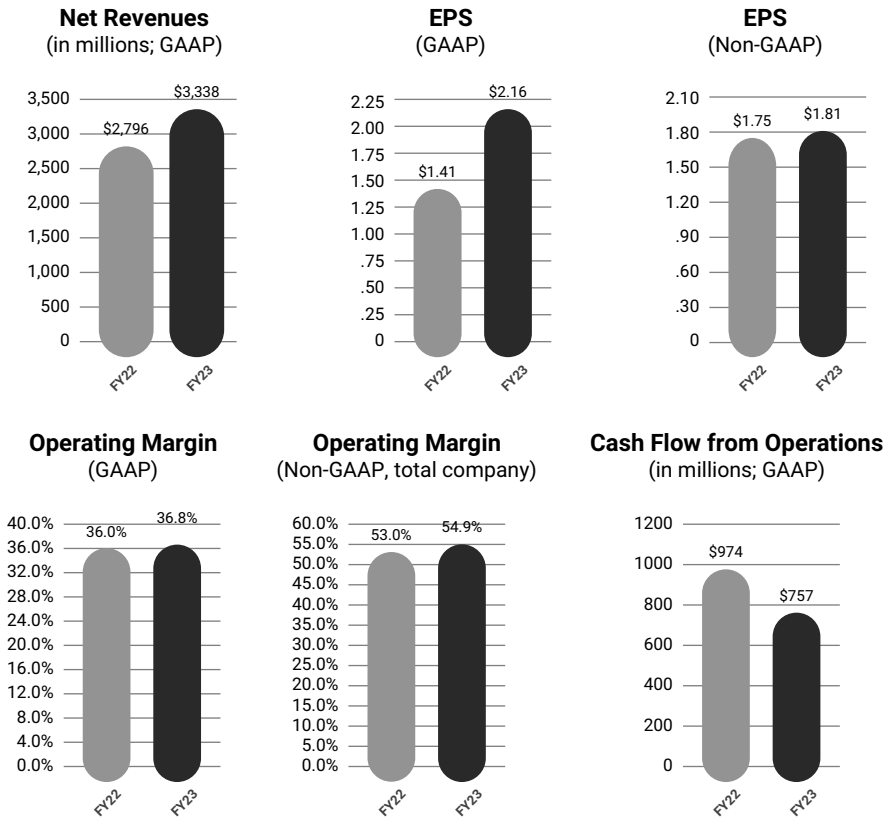 Net Revenues
(in millions; GAAP)
3,500
3,000
2,500
2,000
1,500
1,000
500
0
$2,796
$3,338
FY22
FY23
EPS
(GAAP)
2.25
2.00
1.75
1.50
1.25
1.00
.75
.50
.25
0
$1.41
$2.16
FY22
FY23
EPS
(Non-GAAP)
2.10
1.80
1.50
1.20
.90
.60
.30
0
$1.75
$1.81
FY22
FY23
Operating Margin
(GAAP)
40.0%
36.0%
32.0%
28.0%
24.0%
20.0%
16.0%
12.0%
8.0%
4.0%
0.0%
36.0%
36.8%
FY22
FY23
Operating Margin
(Non-GAAP, total company)
60.0%
55.0%
50.0%
45.0%
40.0%
35.0%
30.0%
25.0%
20.0%
15.0%
10.0%
5.0%
0.0%
53.0%
54.9%
FY22
FY23
Cash Flow from Operations
(in millions; GAAP)
1200
1000
800
600
400
200
0
$974
$757
FY22
FY23